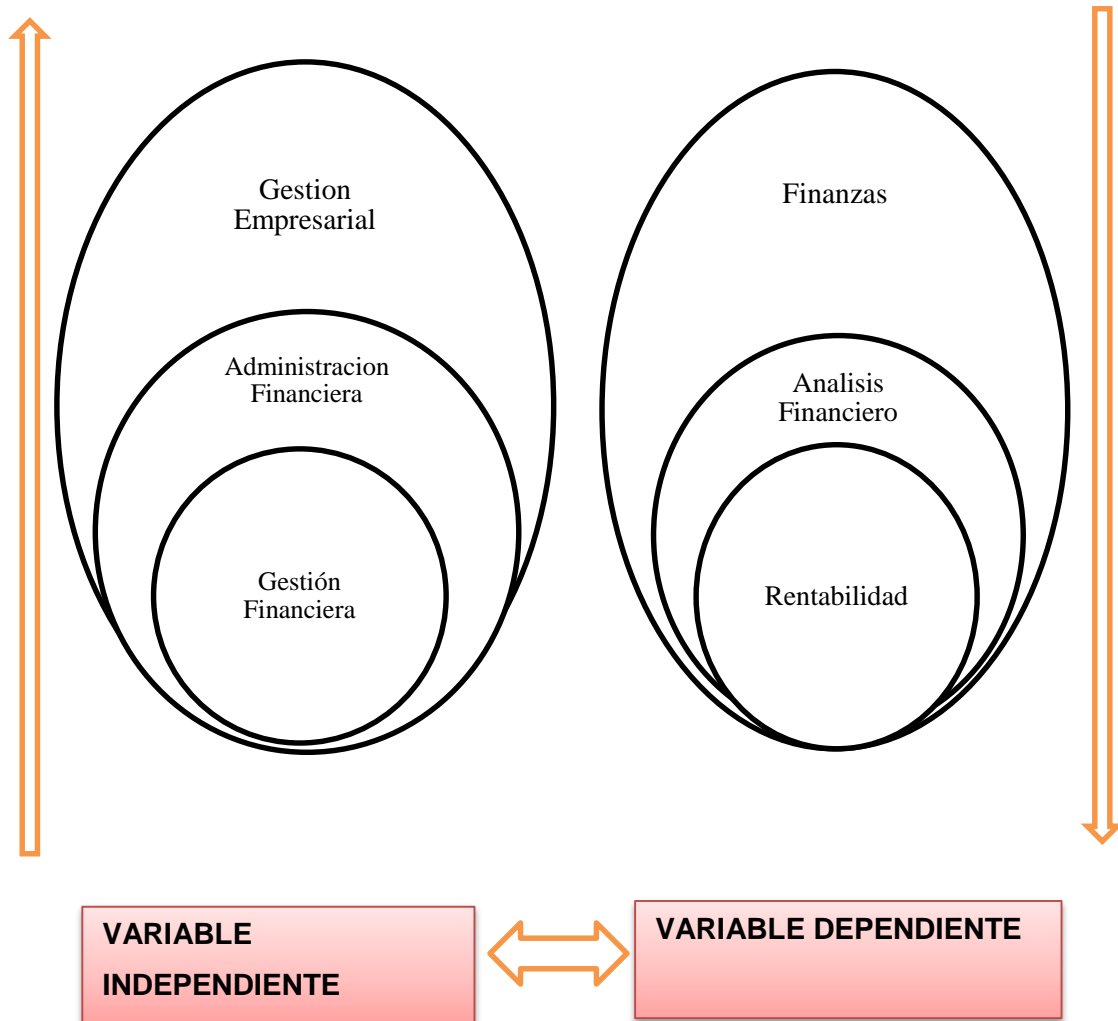 Gestion
Empresarial
Administracion
Financiera
Gestión
Financiera
Finanzas
Analisis
Financiero
Rentabilidad
VARIABLE
INDEPENDIENTE
VARIABLE DEPENDIENTE